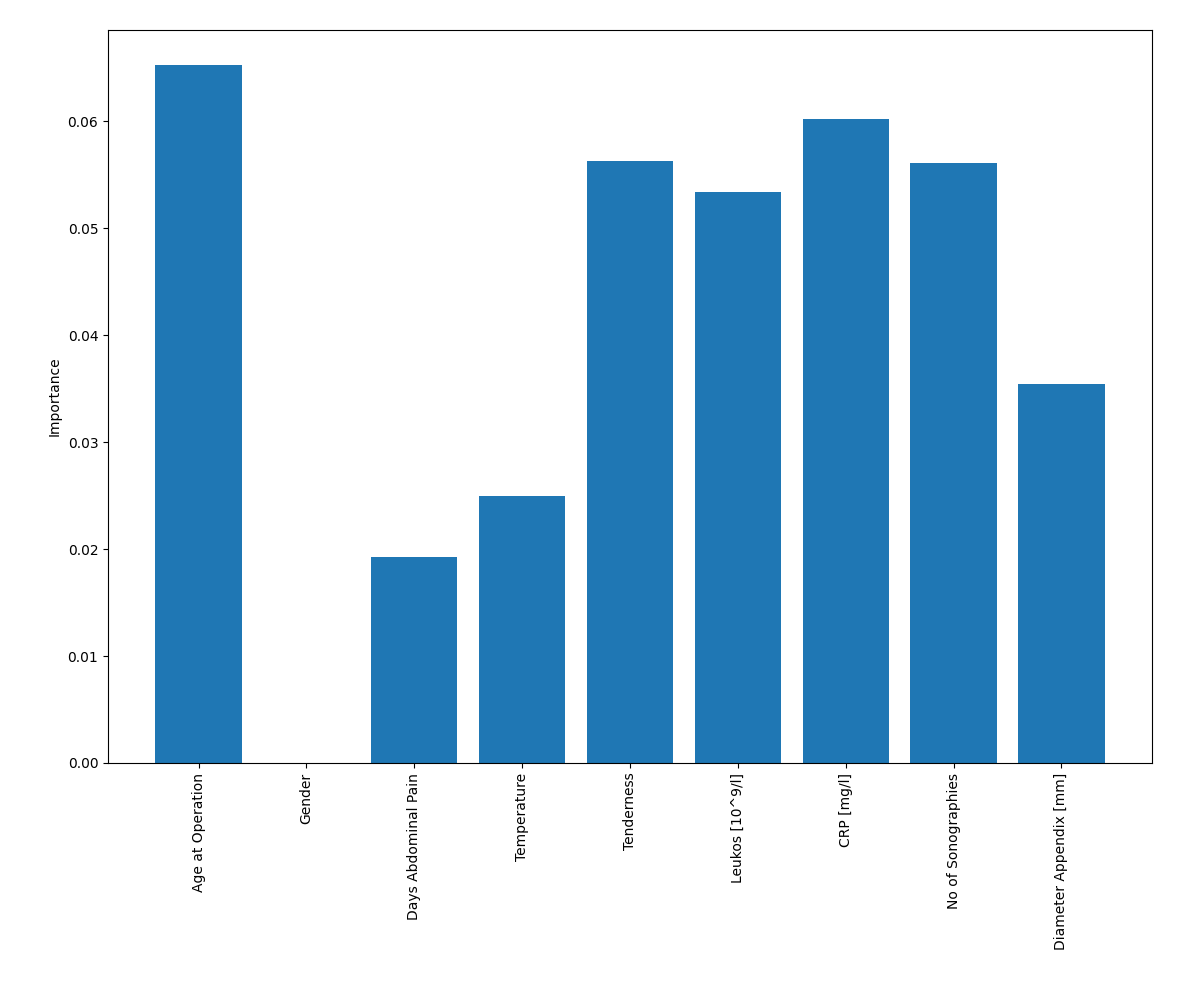 Importance
0.06
0.05
0.04
0.03
0.02
0.01
0.00
Age at Operation
Gender
Days Abdominal Pain
Temperature
Tenderness
Leukos [10^9/l]
CRP [mg/l]
No of Sonographies
Diameter Appendix [mm]